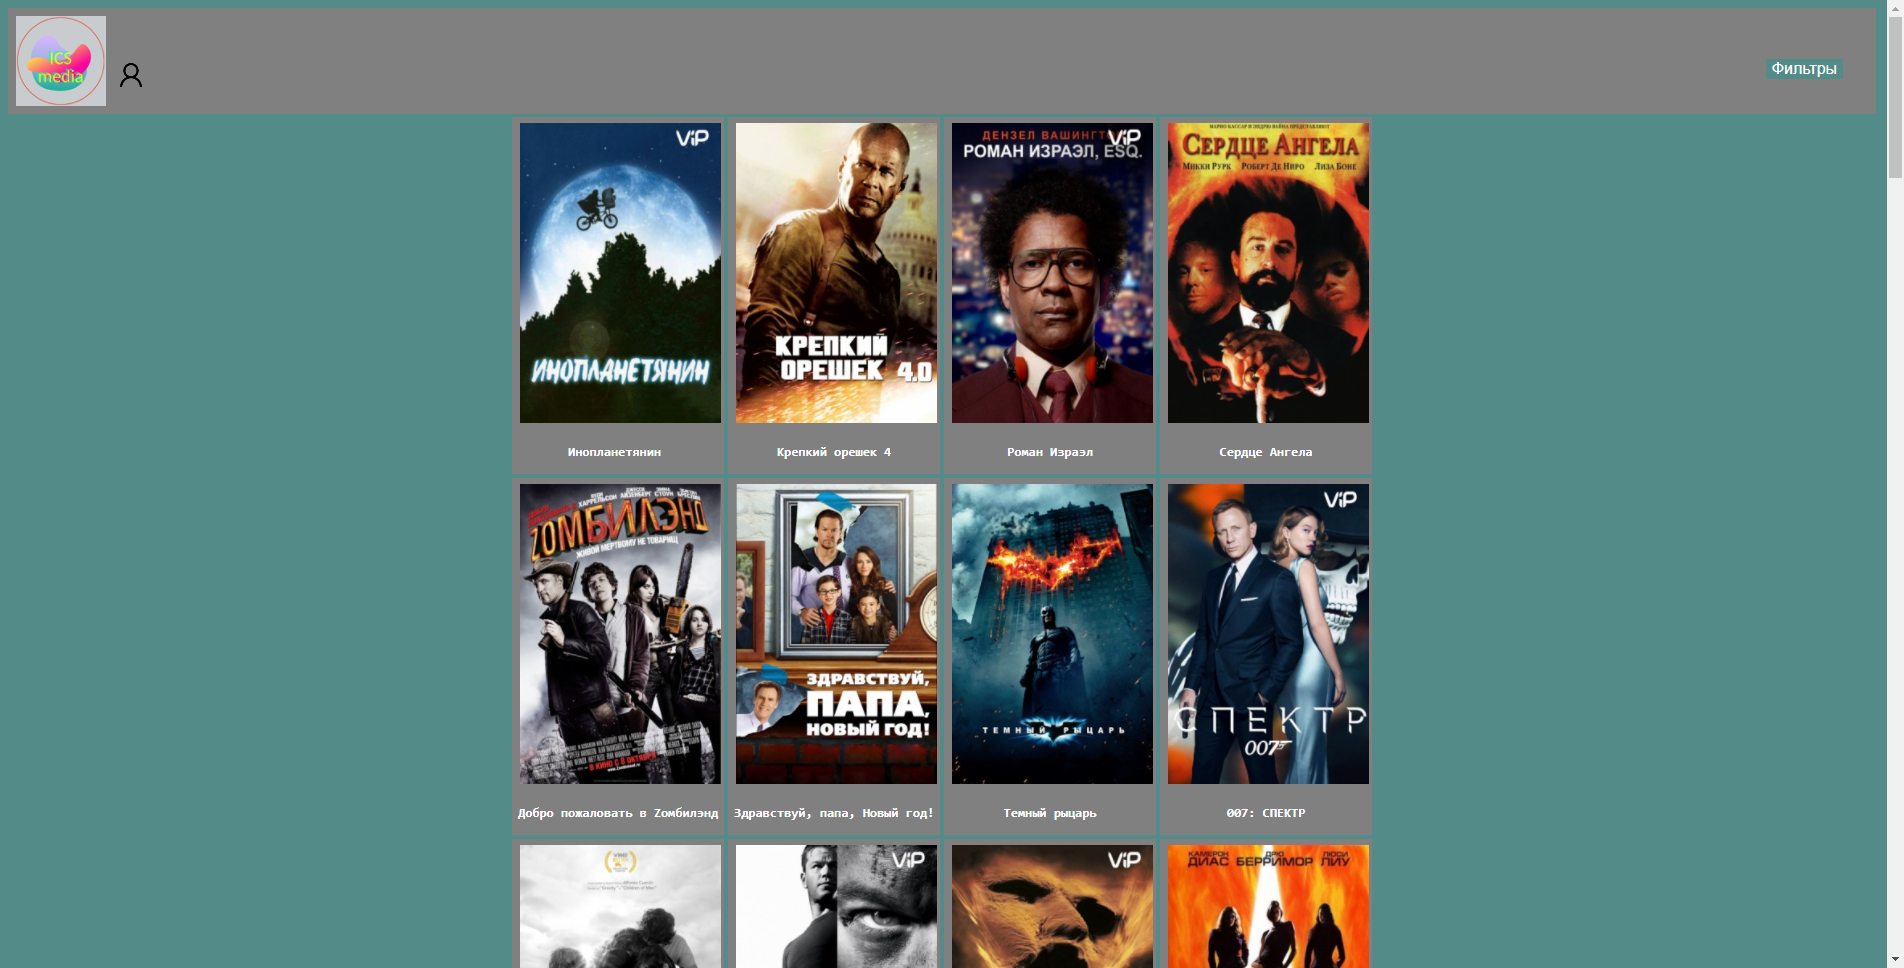 ICS
media
Фильтры
ViP
ИНОПЛАНЕТЯНИН
Инопланетянин
КРЕПКИЙ
ОРЕШЕК 4.0
Крепкий орешек 4
ДЕНЗЕЛ ВАШИНГТ
ViP
РОМАН ИЗРАЭЛ, ESQ.
Роман Израэл
СЕРДЦЕ АНГЕЛА
МИККИ РУРК РОБЕРТ ДЕ НИРО ЛИЗА БОНЕ
Сердце Ангела
ZОМБИЛЭНД
ЖИВОЙ МЕРТВОМУ НЕ ТОВАРИЩ
В КИНО С 8 ОКТЯБРЯ
Добро пожаловать в Zомбилэнд
ЗДРАВСТВУЙ,
ПАПА,
НОВЫЙ ГОД!
Здравствуй, папа, Новый год!
ТЕМНЫЙ РЫЦАРЬ
Темный рыцарь
ViP
СПЕКТР
007
007: СПЕКТР
ViP
ViP
КАМЕРОН ДРЮ ЛЮСИ
ДИАС БЕРРИМОР ЛИУ